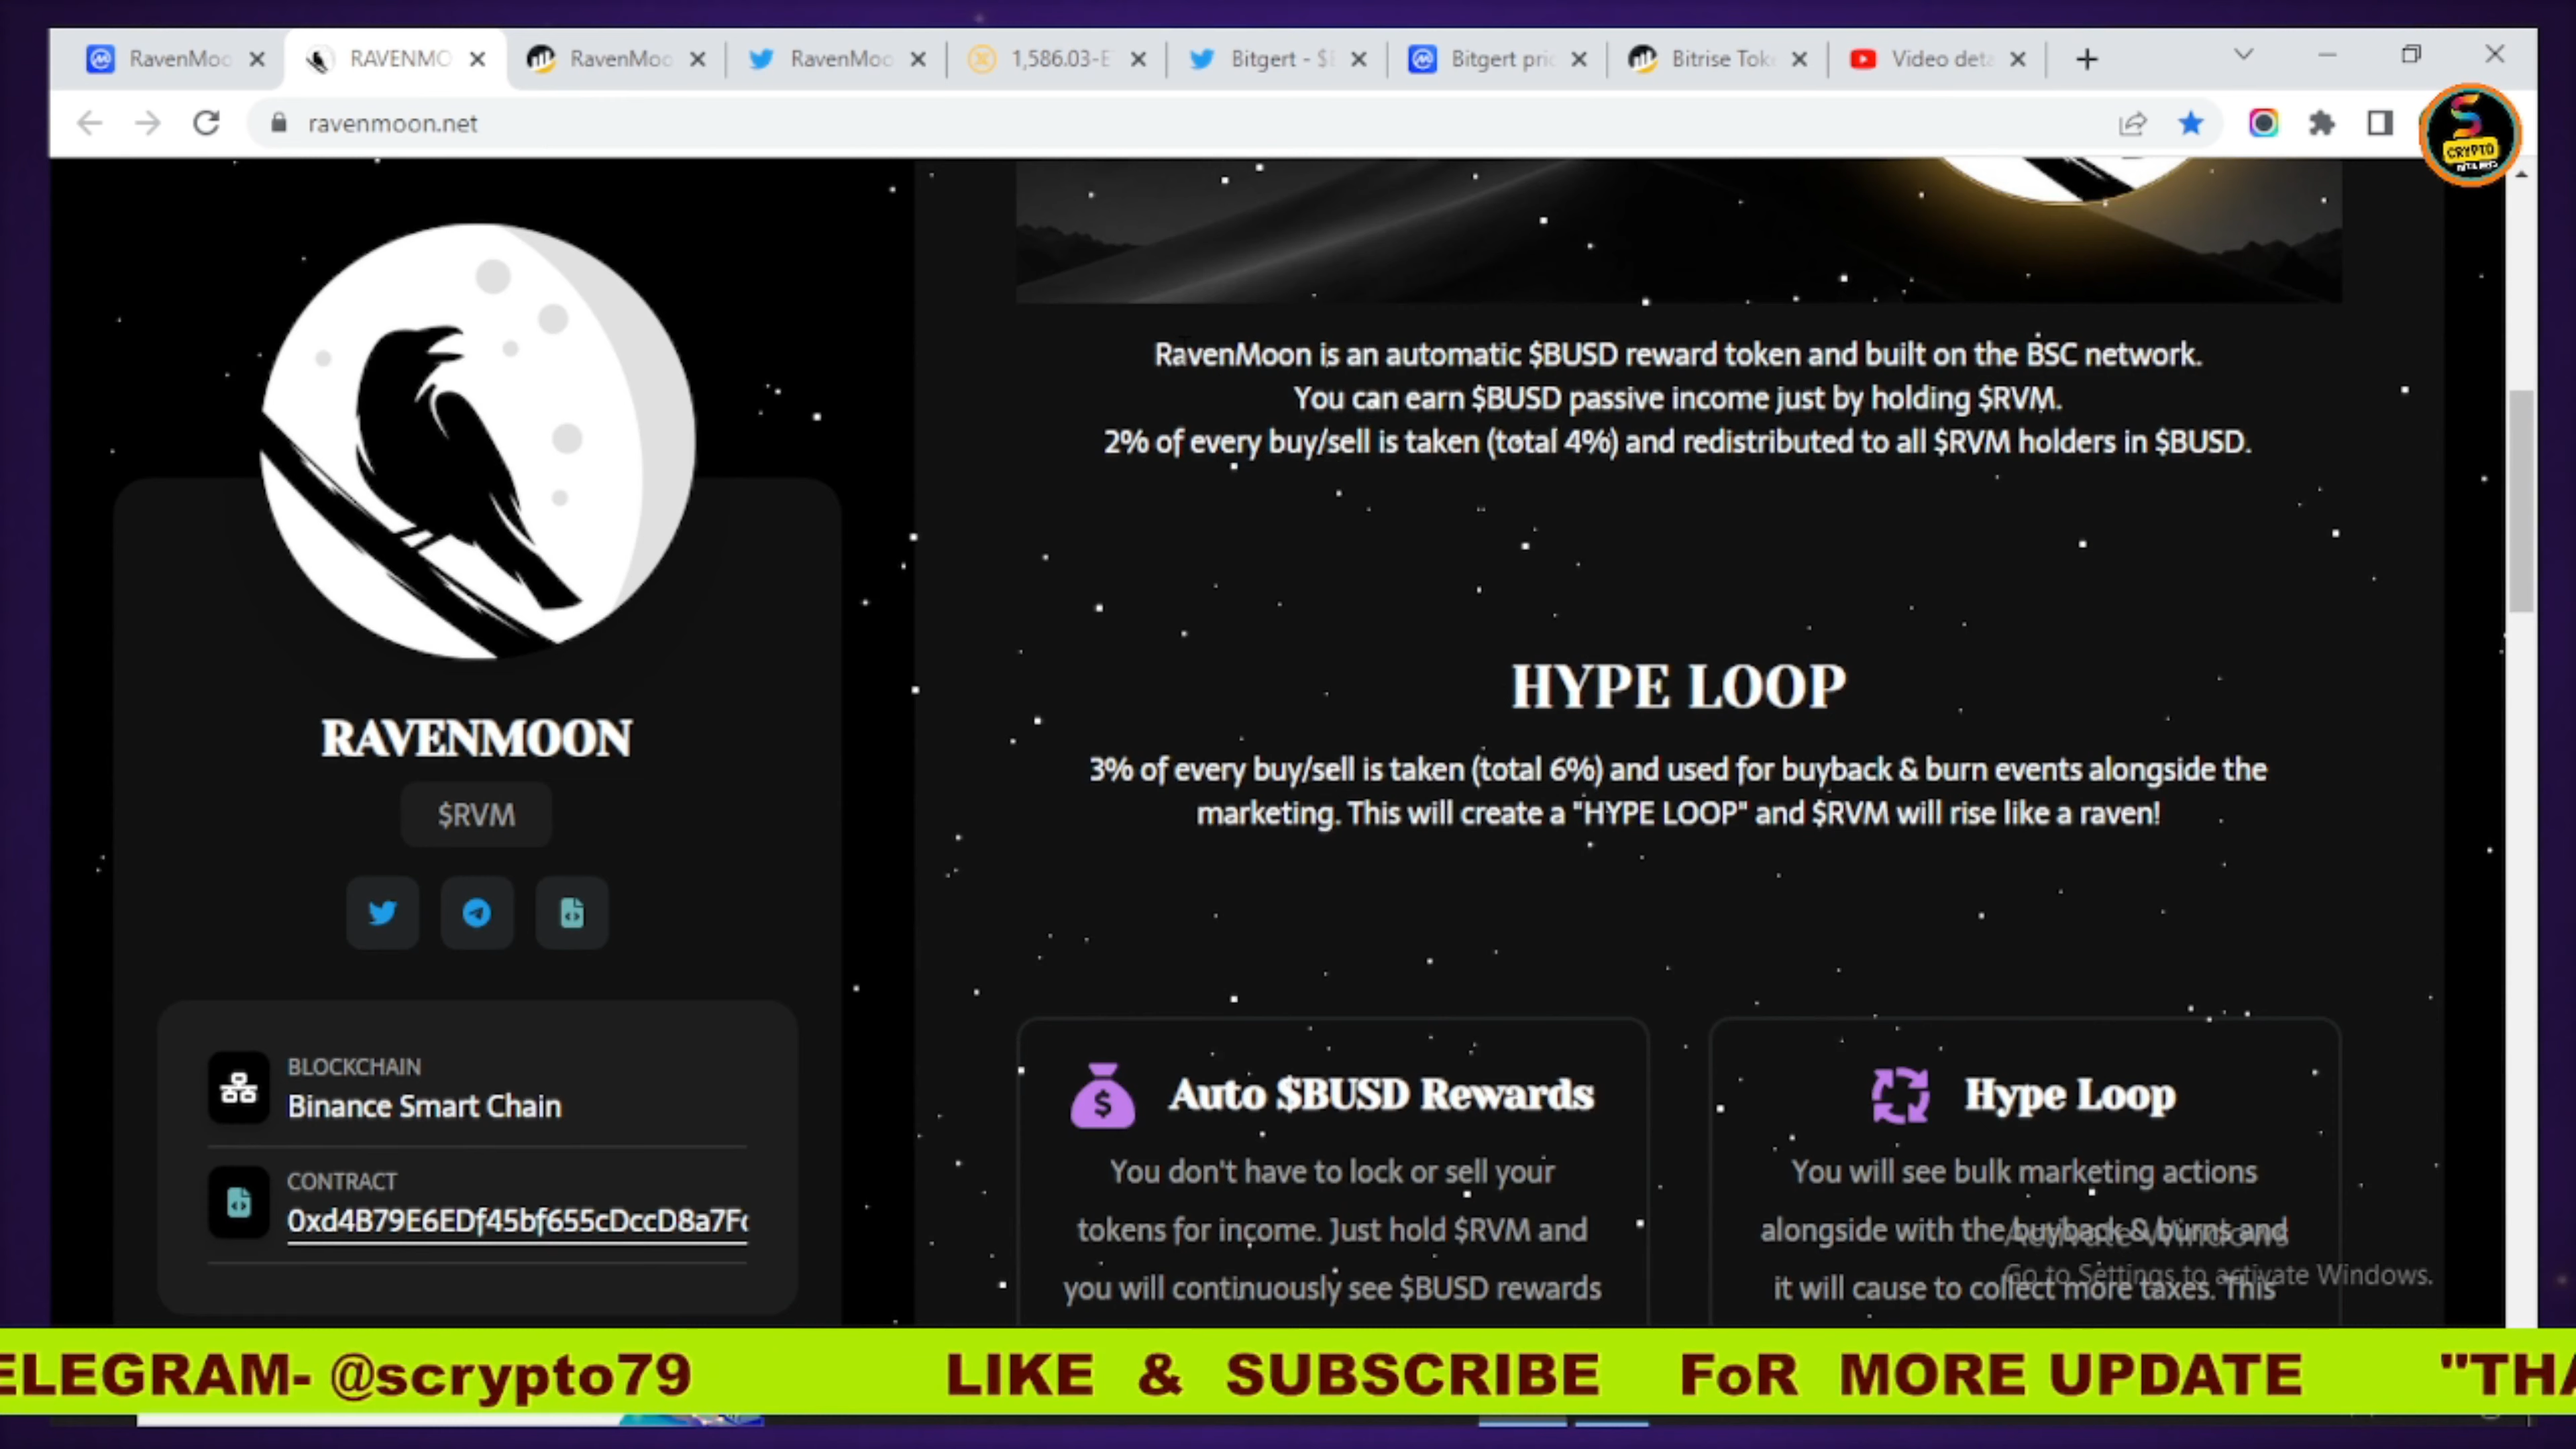 RavenMoo
RAVENMO
RavenMoo
RavenMoo
1,586.03-E
Bitgert - $
Bitgert pric
Bitrise Tok
Video deta
ravenmoon.net
CRYPTO
RavenMoon is an automatic $BUSD reward token and built on the BSC network.
You can earn $BUSD passive income just by holding $RVM.
2% of every buy/sell is taken (total 4%) and redistributed to all $RVM holders in $BUSD.
HYPE LOOP
3% of every buy/sell is taken (total 6%) and used for buyback & burn events alongside the
marketing. This will create a "HYPE LOOP" and $RVM will rise like a raven!
RAVENMOON
$RVM
BLOCKCHAIN
Binance Smart Chain
CONTRACT
0xd4B79E6EDf45bf655cDccD8a7Fc
Auto $BUSD Rewards
You don't have to lock or sell your
tokens for income. Just hold $RVM and
you will continuously see $BUSD rewards
Hype Loop
You will see bulk marketing actions
alongside with the buyback & burns and
it will cause to collect more taxes. This
Activate Windows
Go to Settings to activate Windows.
ELEGRAM- @scrypto79 LIKE & SUBSCRIBE FoR MORE UPDATE "THA